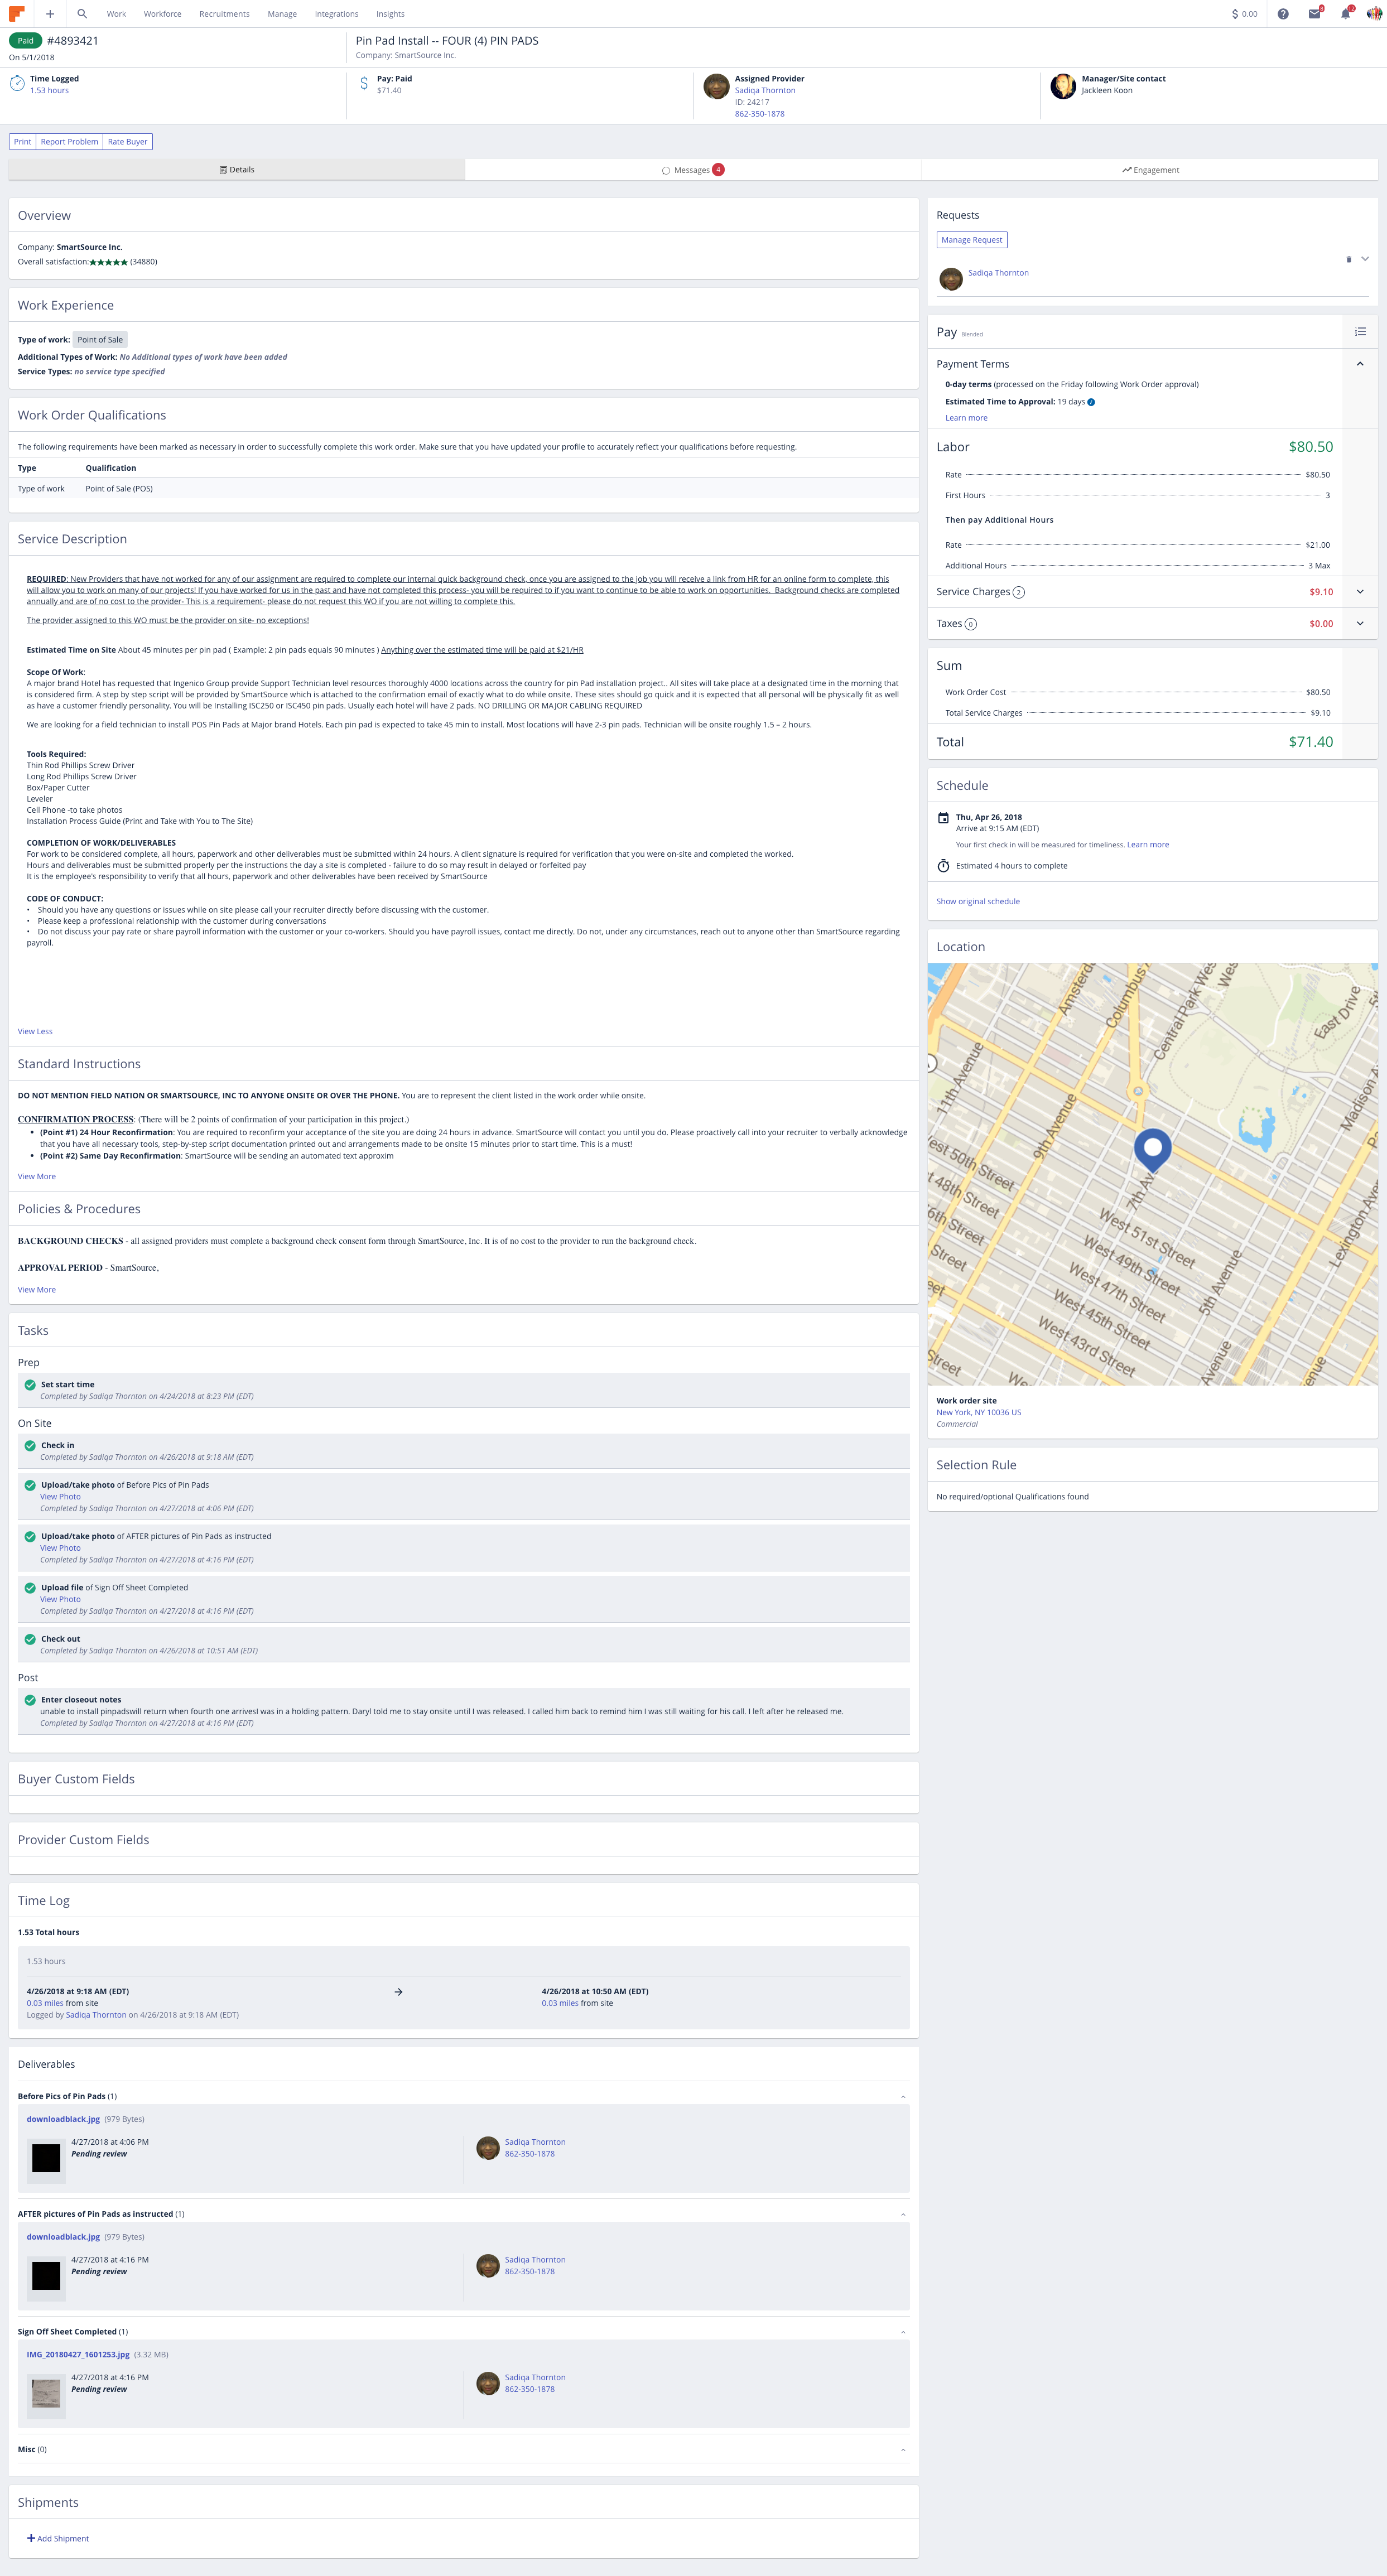 Work Workforce Recruitments Manage Integrations Insights
$ 0.00
Paid #4893421
On 5/1/2018
Pin Pad Install -- FOUR (4) PIN PADS
Company: SmartSource Inc.
Time Logged
1.53 hours
Pay: Paid
$71.40
Assigned Provider
Sadiqa Thornton
ID: 24217
862-350-1878
Manager/Site contact
Jackleen Koon
Print Report Problem Rate Buyer
Details
Messages 4
Engagement
Overview
Company: SmartSource Inc.
Overall satisfaction:★★★★★ (34880)
Work Experience
Type of work: Point of Sale
Additional Types of Work: No Additional types of work have been added
Service Types: no service type specified
Work Order Qualifications
The following requirements have been marked as necessary in order to successfully complete this work order. Make sure that you have updated your profile to accurately reflect your qualifications before requesting.
Type Qualification
Type of work Point of Sale (POS)
Service Description
REQUIRED: New Providers that have not worked for any of our assignment are required to complete our internal quick background check, once you are assigned to the job you will receive a link from HR for an online form to complete, this
will allow you to work on many of our projects! If you have worked for us in the past and have not completed this process- you will be required to if you want to continue to be able to work on opportunities. Background checks are completed
annually and are of no cost to the provider- This is a requirement- please do not request this WO if you are not willing to complete this.
The provider assigned to this WO must be the provider on site- no exceptions!
Estimated Time on Site About 45 minutes per pin pad ( Example: 2 pin pads equals 90 minutes ) Anything over the estimated time will be paid at $21/HR
Scope Of Work:
A major brand Hotel has requested that Ingenico Group provide Support Technician level resources thoroughly 4000 locations across the country for pin Pad installation project.. All sites will take place at a designated time in the morning that
is considered firm. A step by step script will be provided by SmartSource which is attached to the confirmation email of exactly what to do while onsite. These sites should go quick and it is expected that all personal will be physically fit as well
as have a customer friendly personality. You will be Installing ISC250 or ISC450 pin pads. Usually each hotel will have 2 pads. NO DRILLING OR MAJOR CABLING REQUIRED
We are looking for a field technician to install POS Pin Pads at Major brand Hotels. Each pin pad is expected to take 45 min to install. Most locations will have 2-3 pin pads. Technician will be onsite roughly 1.5 – 2 hours.
Tools Required:
Thin Rod Phillips Screw Driver
Long Rod Phillips Screw Driver
Box/Paper Cutter
Leveler
Cell Phone -to take photos
Installation Process Guide (Print and Take with You to The Site)
COMPLETION OF WORK/DELIVERABLES
For work to be considered complete, all hours, paperwork and other deliverables must be submitted within 24 hours. A client signature is required for verification that you were on-site and completed the worked.
Hours and deliverables must be submitted properly per the instructions the day a site is completed - failure to do so may result in delayed or forfeited pay
It is the employee's responsibility to verify that all hours, paperwork and other deliverables have been received by SmartSource
CODE OF CONDUCT:
• Should you have any questions or issues while on site please call your recruiter directly before discussing with the customer.
• Please keep a professional relationship with the customer during conversations
• Do not discuss your pay rate or share payroll information with the customer or your co-workers. Should you have payroll issues, contact me directly. Do not, under any circumstances, reach out to anyone other than SmartSource regarding
payroll.
View Less
Standard Instructions
DO NOT MENTION FIELD NATION OR SMARTSOURCE, INC TO ANYONE ONSITE OR OVER THE PHONE. You are to represent the client listed in the work order while onsite.
CONFIRMATION PROCESS: (There will be 2 points of confirmation of your participation in this project.)
• (Point #1) 24 Hour Reconfirmation: You are required to reconfirm your acceptance of the site you are doing 24 hours in advance. SmartSource will contact you until you do. Please proactively call into your recruiter to verbally acknowledge
that you have all necessary tools, step-by-step script documentation printed out and arrangements made to be onsite 15 minutes prior to start time. This is a must!
• (Point #2) Same Day Reconfirmation: SmartSource will be sending an automated text approxim
View More
Policies & Procedures
BACKGROUND CHECKS - all assigned providers must complete a background check consent form through SmartSource, Inc. It is of no cost to the provider to run the background check.
APPROVAL PERIOD - SmartSource,
View More
Tasks
Prep
Set start time
Completed by Sadiqa Thornton on 4/24/2018 at 8:23 PM (EDT)
On Site
Check in
Completed by Sadiqa Thornton on 4/26/2018 at 9:18 AM (EDT)
Upload/take photo of Before Pics of Pin Pads
View Photo
Completed by Sadiqa Thornton on 4/27/2018 at 4:06 PM (EDT)
Upload/take photo of AFTER pictures of Pin Pads as instructed
View Photo
Completed by Sadiqa Thornton on 4/27/2018 at 4:16 PM (EDT)
Upload file of Sign Off Sheet Completed
View Photo
Completed by Sadiqa Thornton on 4/27/2018 at 4:16 PM (EDT)
Check out
Completed by Sadiqa Thornton on 4/26/2018 at 10:51 AM (EDT)
Post
Enter closeout notes
unable to install pinpadswill return when fourth one arrivesI was in a holding pattern. Daryl told me to stay onsite until I was released. I called him back to remind him I was still waiting for his call. I left after he released me.
Completed by Sadiqa Thornton on 4/27/2018 at 4:16 PM (EDT)
Buyer Custom Fields
Provider Custom Fields
Time Log
1.53 Total hours
1.53 hours
4/26/2018 at 9:18 AM (EDT) → 4/26/2018 at 10:50 AM (EDT)
0.03 miles from site 0.03 miles from site
Logged by Sadiqa Thornton on 4/26/2018 at 9:18 AM (EDT)
Deliverables
Before Pics of Pin Pads (1)
downloadblack.jpg (979 Bytes)
4/27/2018 at 4:06 PM
Pending review
Sadiqa Thornton
862-350-1878
AFTER pictures of Pin Pads as instructed (1)
downloadblack.jpg (979 Bytes)
4/27/2018 at 4:16 PM
Pending review
Sadiqa Thornton
862-350-1878
Sign Off Sheet Completed (1)
IMG_20180427_1601253.jpg (3.32 MB)
4/27/2018 at 4:16 PM
Pending review
Sadiqa Thornton
862-350-1878
Misc (0)
Shipments
Add Shipment
Requests
Manage Request
Sadiqa Thornton
Pay Blended
Payment Terms
0-day terms (processed on the Friday following Work Order approval)
Estimated Time to Approval: 19 days
Learn more
Labor $80.50
Rate $80.50
First Hours 3
Then pay Additional Hours
Rate $21.00
Additional Hours 3 Max
Service Charges 2 $9.10
Taxes 0 $0.00
Sum
Work Order Cost $80.50
Total Service Charges $9.10
Total $71.40
Schedule
Thu, Apr 26, 2018
Arrive at 9:15 AM (EDT)
Your first check in will be measured for timeliness. Learn more
Estimated 4 hours to complete
Show original schedule
Location
Columbus
Central Park Wes
East Drive
11th Avenue
9th Avenue
Madison A
West 51st Street
West 49th Street
West 47th Street
West 45th Street
West 43rd Street
5th Avenue
7th Av
Lexington Av
Work order site
New York, NY 10036 US
Commercial
Selection Rule
No required/optional Qualifications found